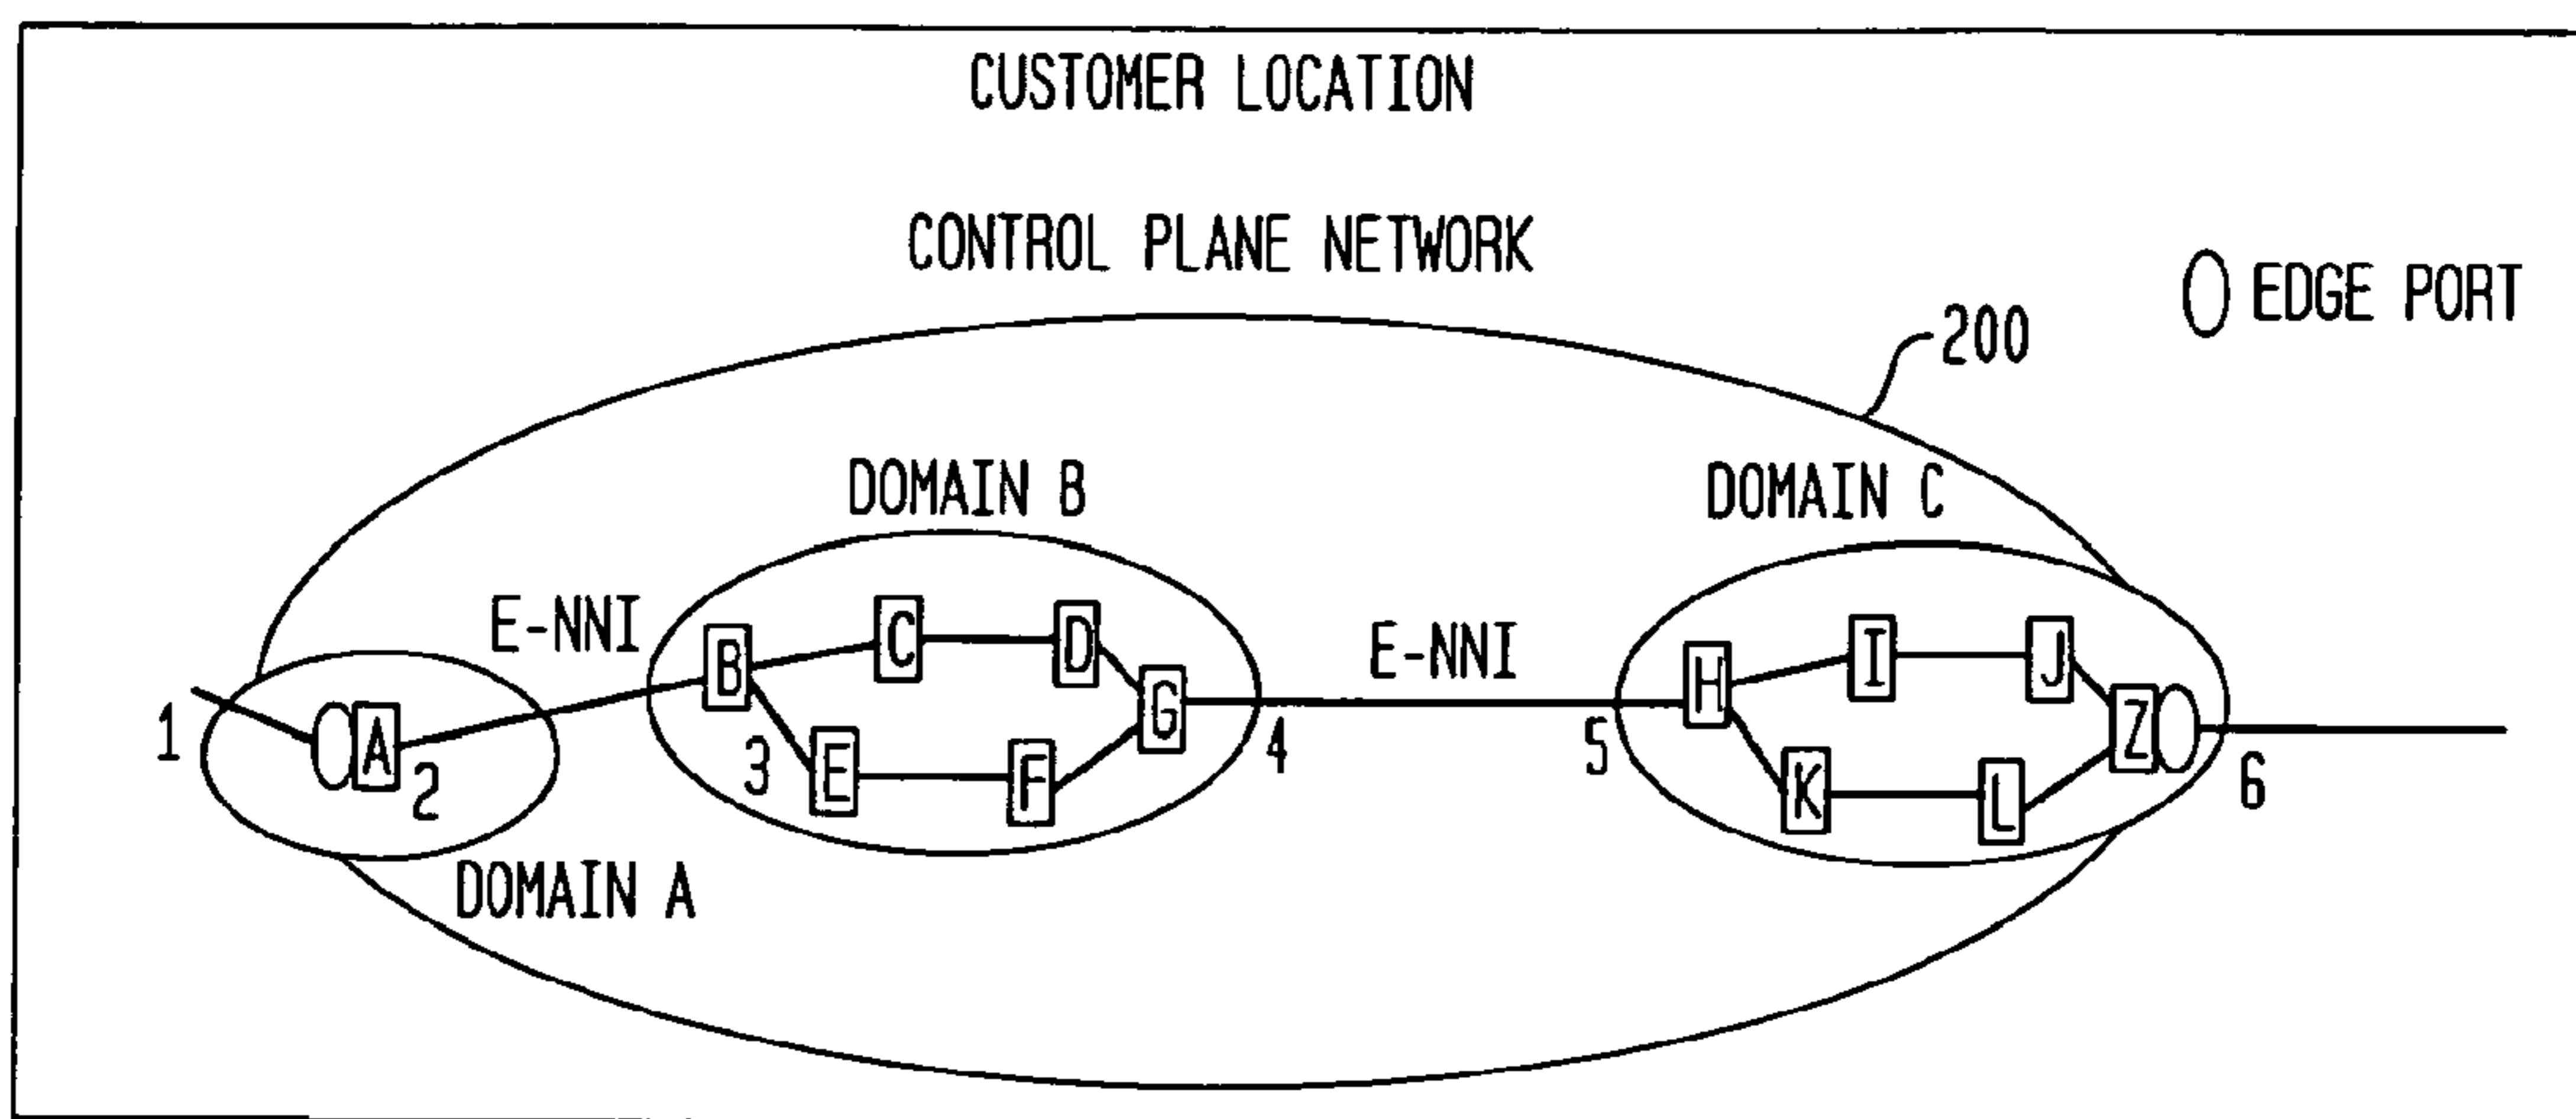 CUSTOMER LOCATION
CONTROL PLANE NETWORK
EDGE PORT
200
DOMAIN B
DOMAIN C
E-NNI
E-NNI
B
C
D
G
E
F
H
I
J
Z
K
L
A
1
2
3
4
5
6
DOMAIN A